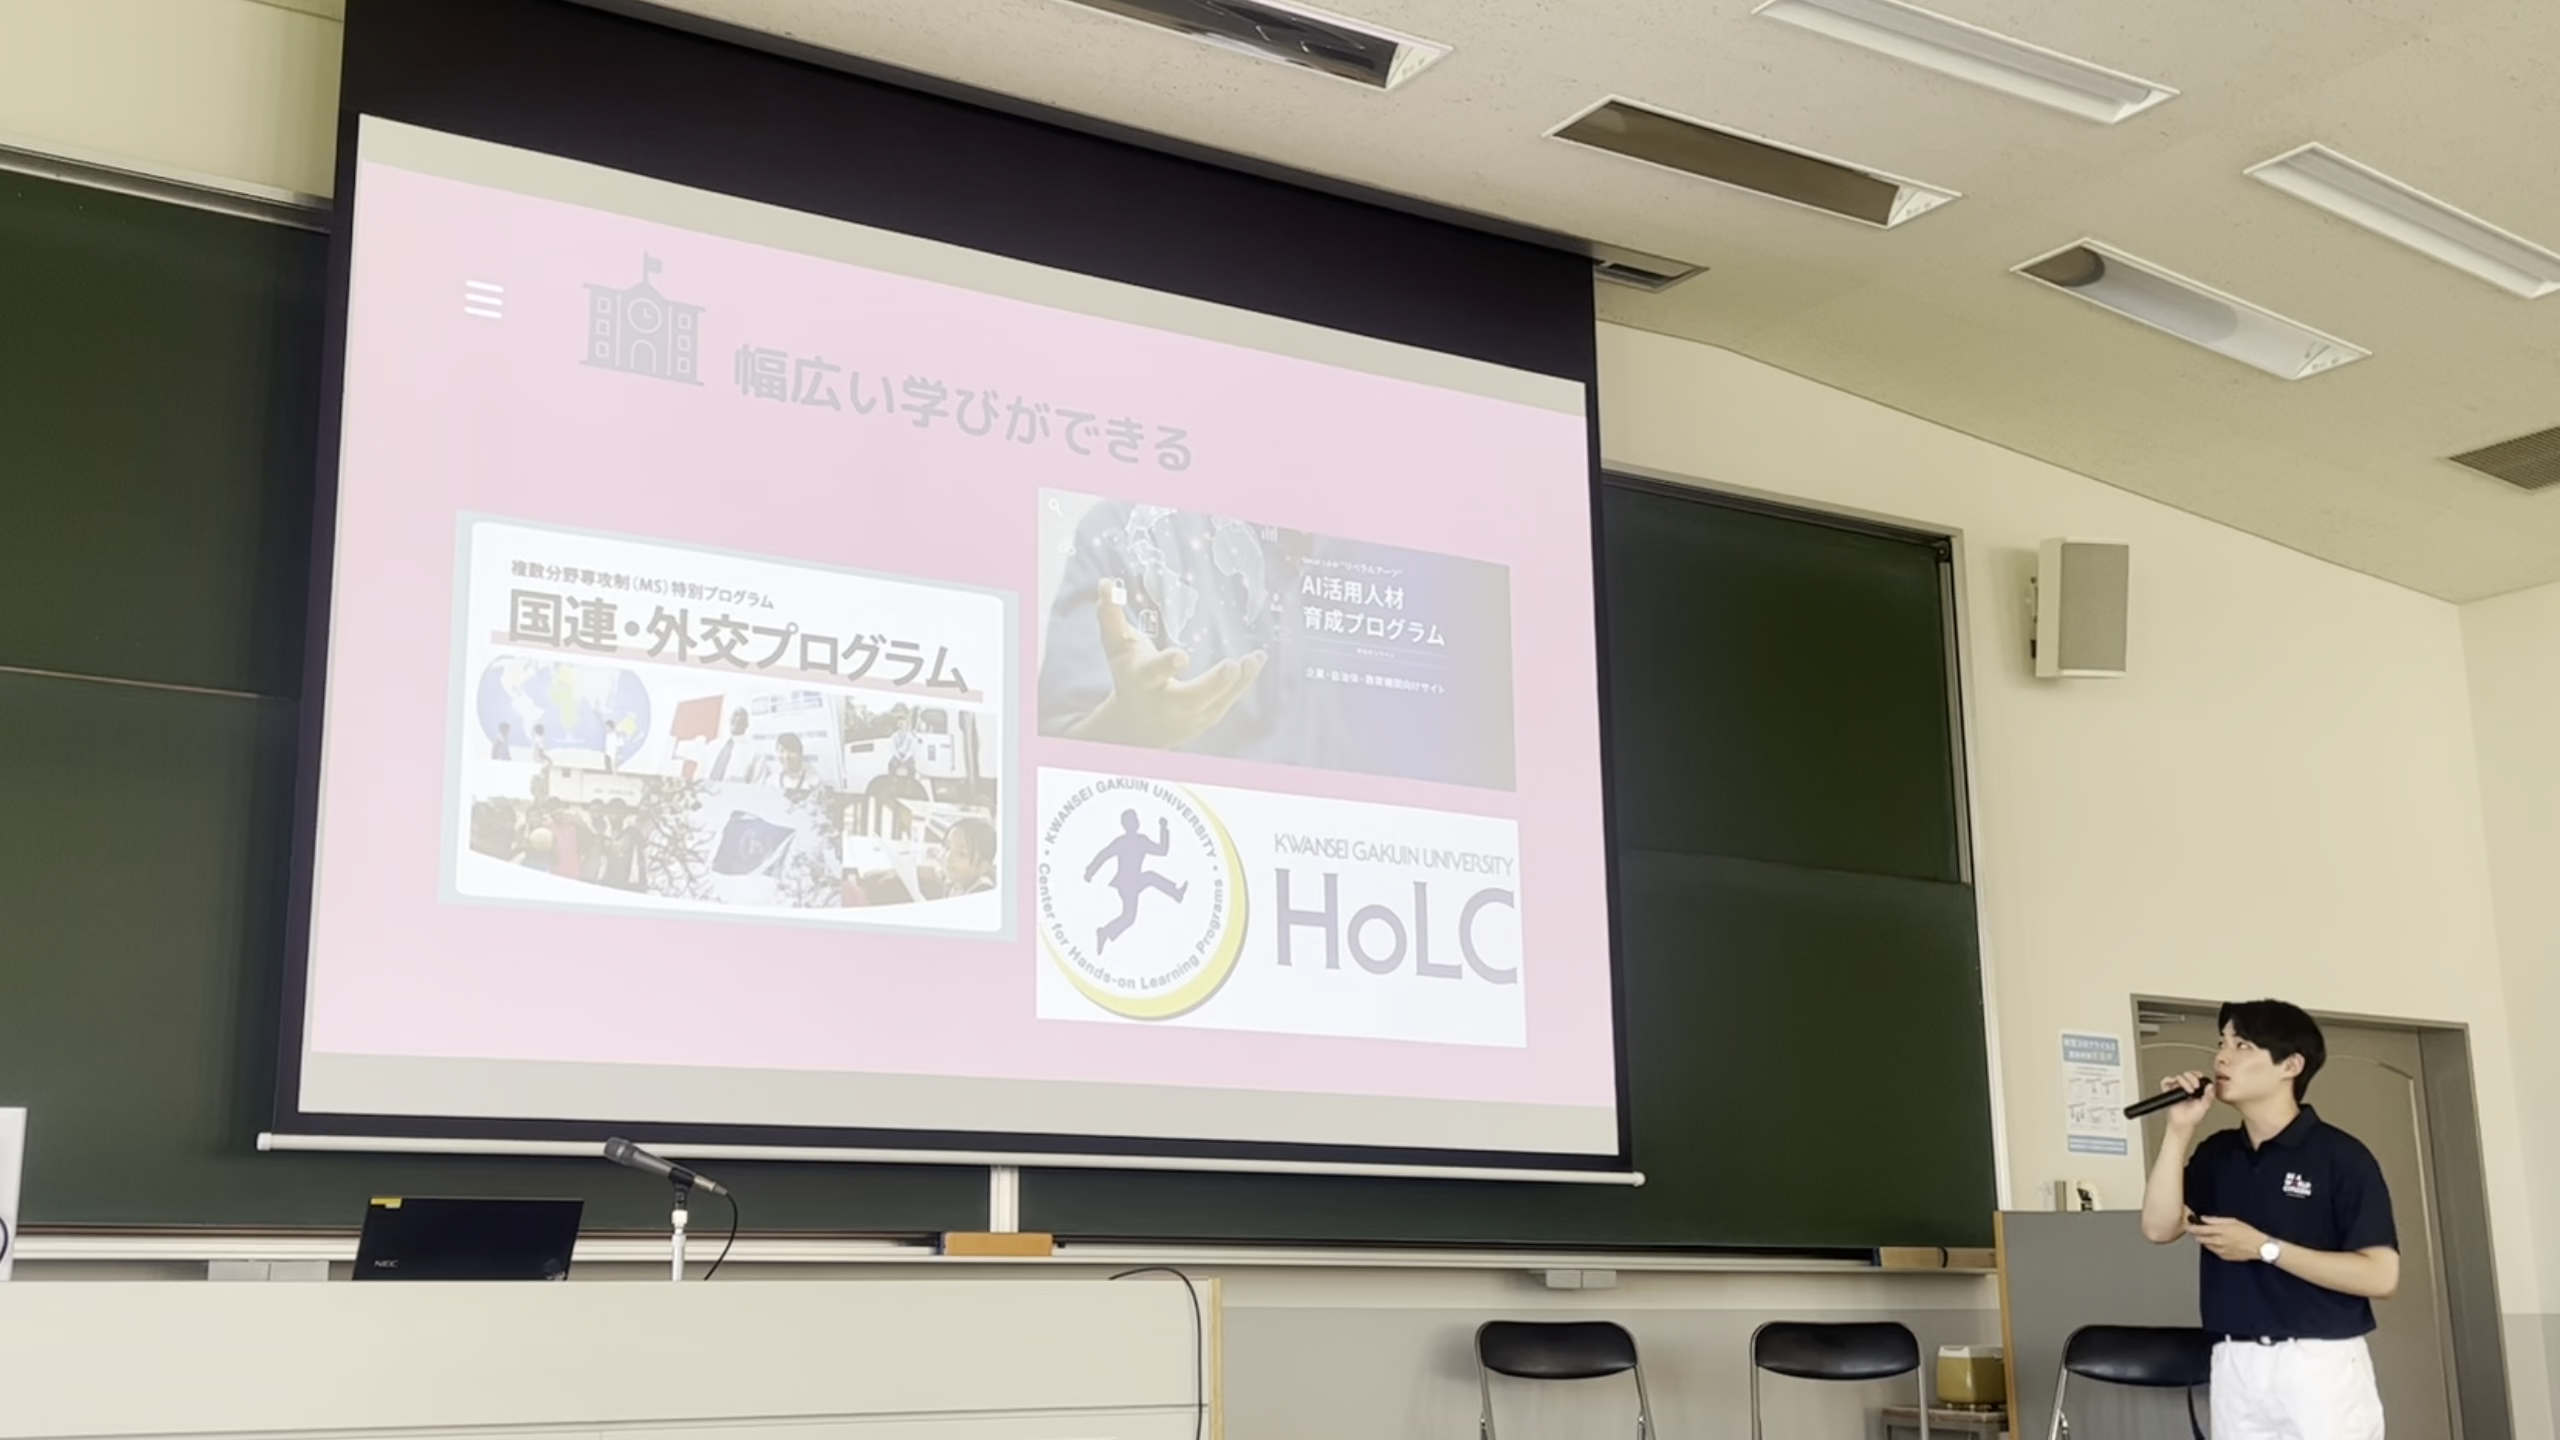 幅広い学びができる
複数分野専攻制(MS)特別プログラム
国連・外交プログラム
AI活用人材
育成プログラム
企業・自治体・教育機関向けサイト
KWANSEI GAKUIN UNIVERSITY
Center for Hands-on Learning Programs
KWANSEI GAKUIN UNIVERSITY
HoLC
NEC